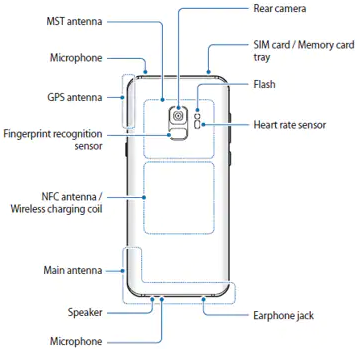 Rear camera
MST antenna
SIM card / Memory card
tray
Microphone
Flash
GPS antenna
Heart rate sensor
Fingerprint recognition
sensor
NFC antenna /
Wireless charging coil
Main antenna
Speaker
Earphone jack
Microphone